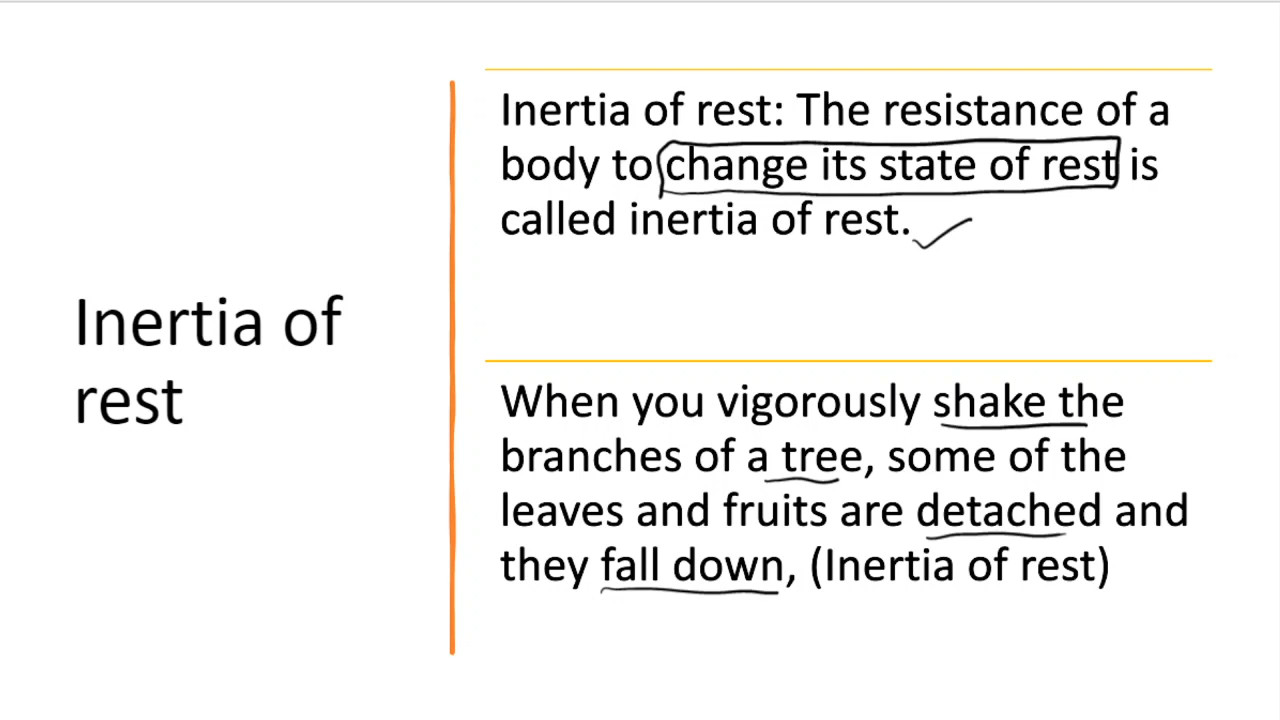 Inertia of
rest
Inertia of rest: The resistance of a
body to change its state of rest is
called inertia of rest.
When you vigorously shake the
branches of a tree, some of the
leaves and fruits are detached and
they fall down, (Inertia of rest)